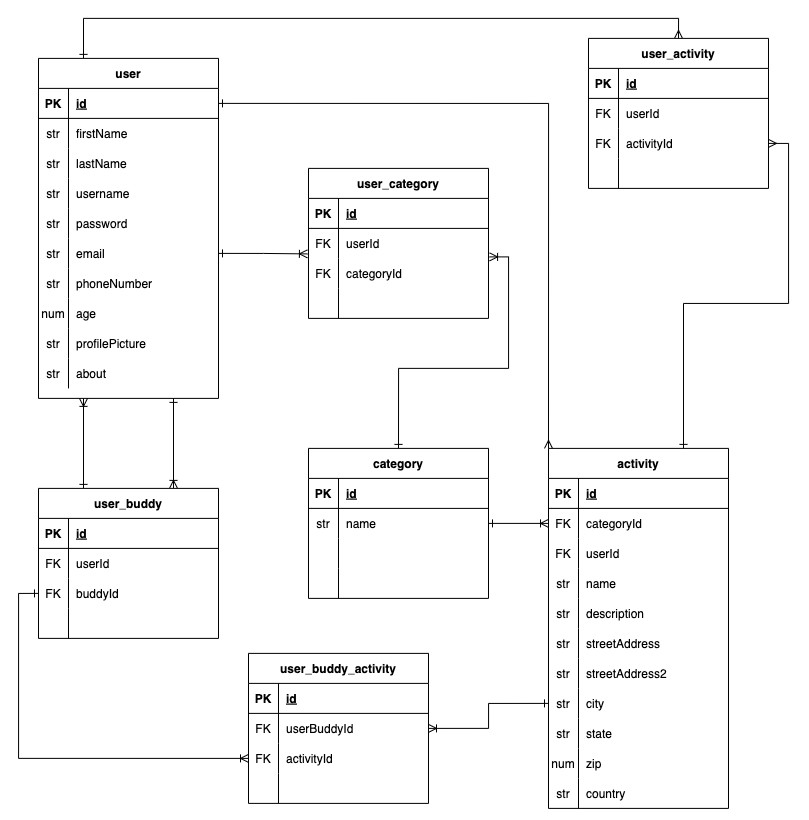 user
PK id
str firstName
str lastName
str username
str password
str email
str phoneNumber
num age
str profilePicture
str about
user_activity
PK id
FK userId
FK activityId
user_category
PK id
FK userId
FK categoryId
category
PK id
str name
activity
PK id
FK categoryId
FK userId
str name
str description
str streetAddress
str streetAddress2
str city
str state
num zip
str country
user_buddy
PK id
FK userId
FK buddyId
user_buddy_activity
PK id
FK userBuddyId
FK activityId